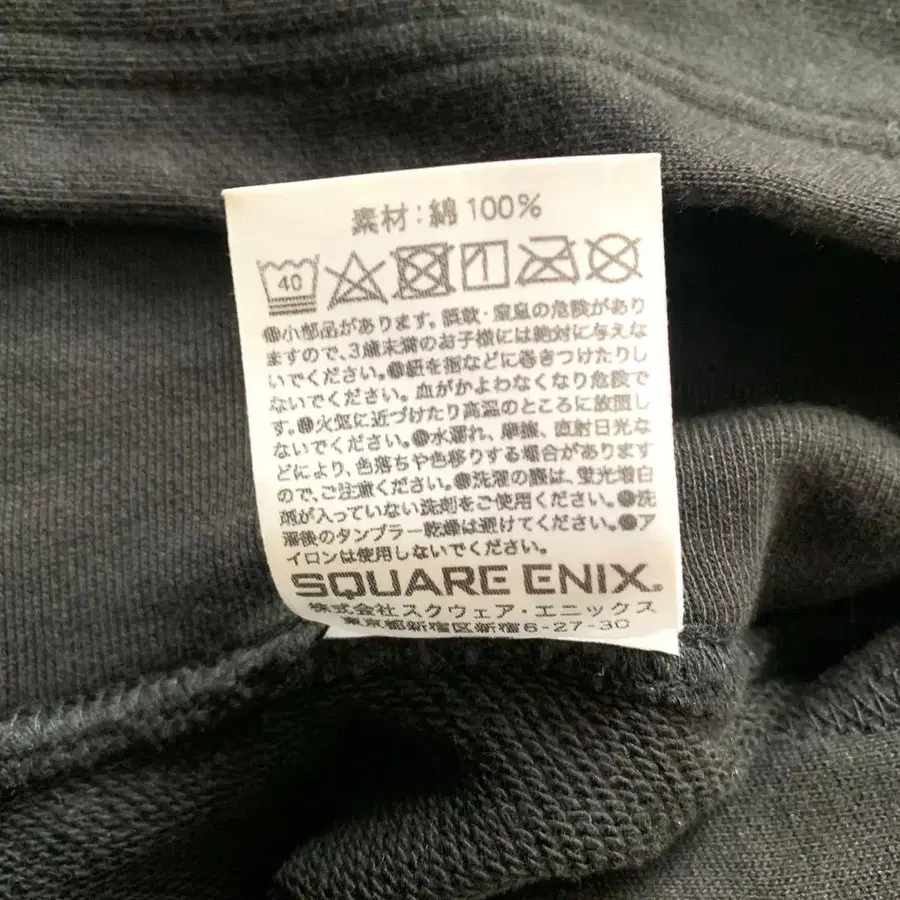 素材:綿100%
40
小部品があります。誤飲・窒息の危険があり
ますので、3歳未満のお子様には絶対に与えな
いでください。紐を指などに巻きつけたりし
ないでください。血がかよわなくなり危険で
す。火気に近づけたり高温のところに放置し
ないでください。水濡れ、摩擦、直射日光な
どにより、色落ちや色移りする場合があります
ので、ご注意ください。洗濯の際は、蛍光増白
剤が入っていない洗剤をご使用ください。洗
濯後のタンブラー乾燥は避けてください。ア
イロンは使用しないでください。
SQUARE ENIX.
株式会社スクウェア・エニックス
東京都新宿区新宿6-27-30